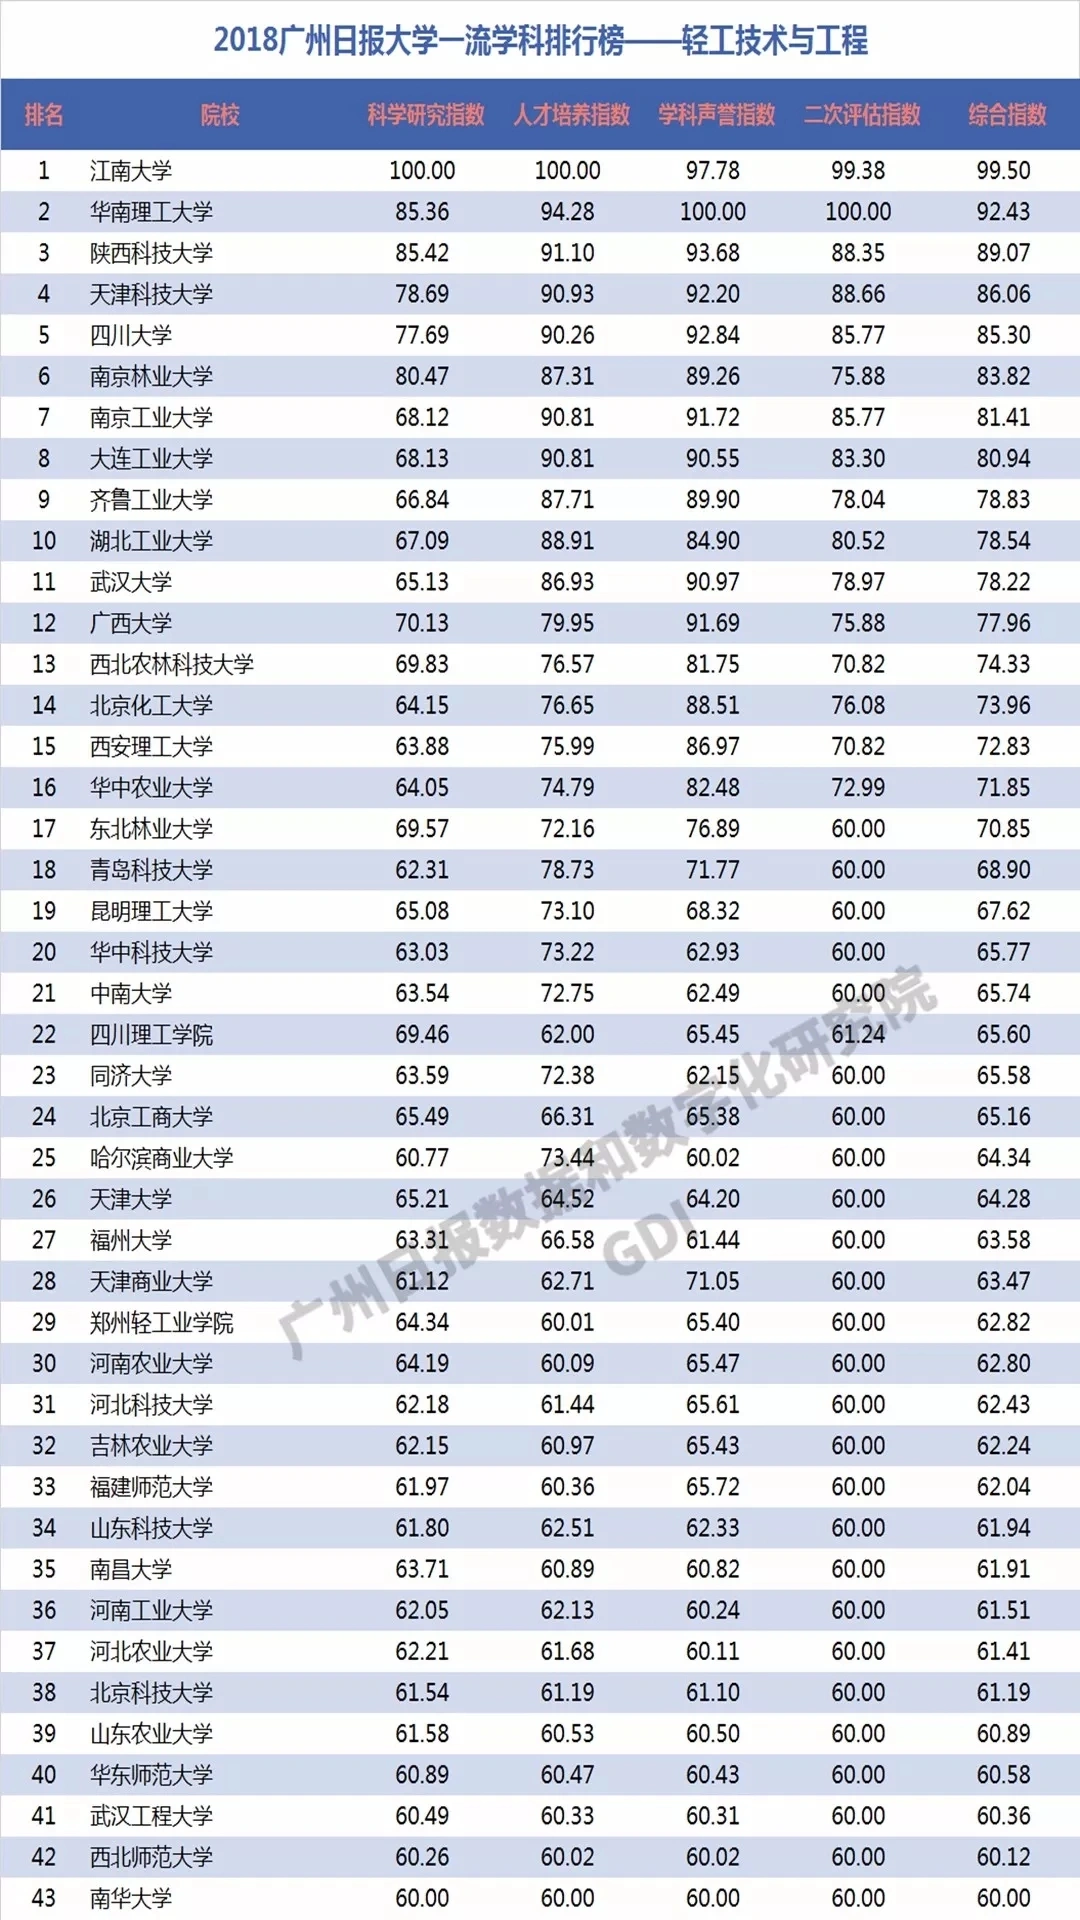 2018广州日报大学一流学科排行榜——轻工技术与工程
排名 院校 科学研究指数 人才培养指数 学科声誉指数 二次评估指数 综合指数
1 江南大学 100.00 100.00 97.78 99.38 99.50
2 华南理工大学 85.36 94.28 100.00 100.00 92.43
3 陕西科技大学 85.42 91.10 93.68 88.35 89.07
4 天津科技大学 78.69 90.93 92.20 88.66 86.06
5 四川大学 77.69 90.26 92.84 85.77 85.30
6 南京林业大学 80.47 87.31 89.26 75.88 83.82
7 南京工业大学 68.12 90.81 91.72 85.77 81.41
8 大连工业大学 68.13 90.81 90.55 83.30 80.94
9 齐鲁工业大学 66.84 87.71 89.90 78.04 78.83
10 湖北工业大学 67.09 88.91 84.90 80.52 78.54
11 武汉大学 65.13 86.93 90.97 78.97 78.22
12 广西大学 70.13 79.95 91.69 75.88 77.96
13 西北农林科技大学 69.83 76.57 81.75 70.82 74.33
14 北京化工大学 64.15 76.65 88.51 76.08 73.96
15 西安理工大学 63.88 75.99 86.97 70.82 72.83
16 华中农业大学 64.05 74.79 82.48 72.99 71.85
17 东北林业大学 69.57 72.16 76.89 60.00 70.85
18 青岛科技大学 62.31 78.73 71.77 60.00 68.90
19 昆明理工大学 65.08 73.10 68.32 60.00 67.62
20 华中科技大学 63.03 73.22 62.93 60.00 65.77
21 中南大学 63.54 72.75 62.49 60.00 65.74
22 四川理工学院 69.46 62.00 65.45 61.24 65.60
23 同济大学 63.59 72.38 62.15 60.00 65.58
24 北京工商大学 65.49 66.31 65.38 60.00 65.16
25 哈尔滨商业大学 60.77 73.44 60.02 60.00 64.34
26 天津大学 65.21 64.52 64.20 60.00 64.28
27 福州大学 63.31 66.58 61.44 60.00 63.58
28 天津商业大学 61.12 62.71 71.05 60.00 63.47
29 郑州轻工业学院 64.34 60.01 65.40 60.00 62.82
30 河南农业大学 64.19 60.09 65.47 60.00 62.80
31 河北科技大学 62.18 61.44 65.61 60.00 62.43
32 吉林农业大学 62.15 60.97 65.43 60.00 62.24
33 福建师范大学 61.97 60.36 65.72 60.00 62.04
34 山东科技大学 61.80 62.51 62.33 60.00 61.94
35 南昌大学 63.71 60.89 60.82 60.00 61.91
36 河南工业大学 62.05 62.13 60.24 60.00 61.51
37 河北农业大学 62.21 61.68 60.11 60.00 61.41
38 北京科技大学 61.54 61.19 61.10 60.00 61.19
39 山东农业大学 61.58 60.53 60.50 60.00 60.89
40 华东师范大学 60.89 60.47 60.43 60.00 60.58
41 武汉工程大学 60.49 60.33 60.31 60.00 60.36
42 西北师范大学 60.26 60.02 60.02 60.00 60.12
43 南华大学 60.00 60.00 60.00 60.00 60.00
广州日报数据和数字化研究院
GDI